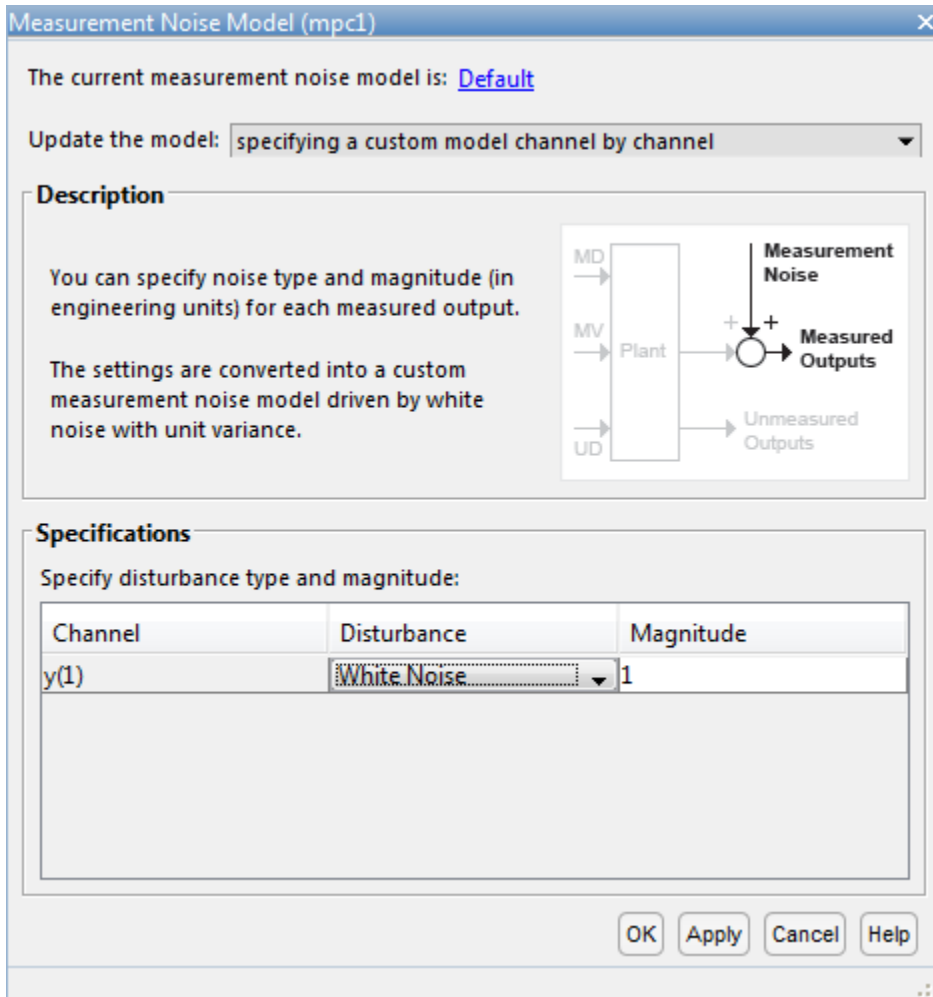 Measurement Noise Model (mpc1)
The current measurement noise model is: Default
Update the model: specifying a custom model channel by channel
Description
You can specify noise type and magnitude (in
engineering units) for each measured output.
The settings are converted into a custom
measurement noise model driven by white
noise with unit variance.
MD
MV
UD
Plant
Measurement
Noise
+ +
Measured
Outputs
Unmeasured
Outputs
Specifications
Specify disturbance type and magnitude:
Channel Disturbance Magnitude
y(1) White Noise 1
OK Apply Cancel Help